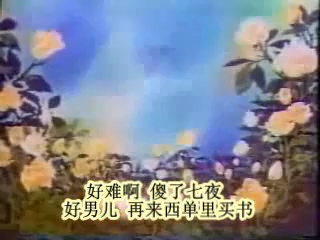 好难啊 傻了七夜
好男儿 再来西单里买书